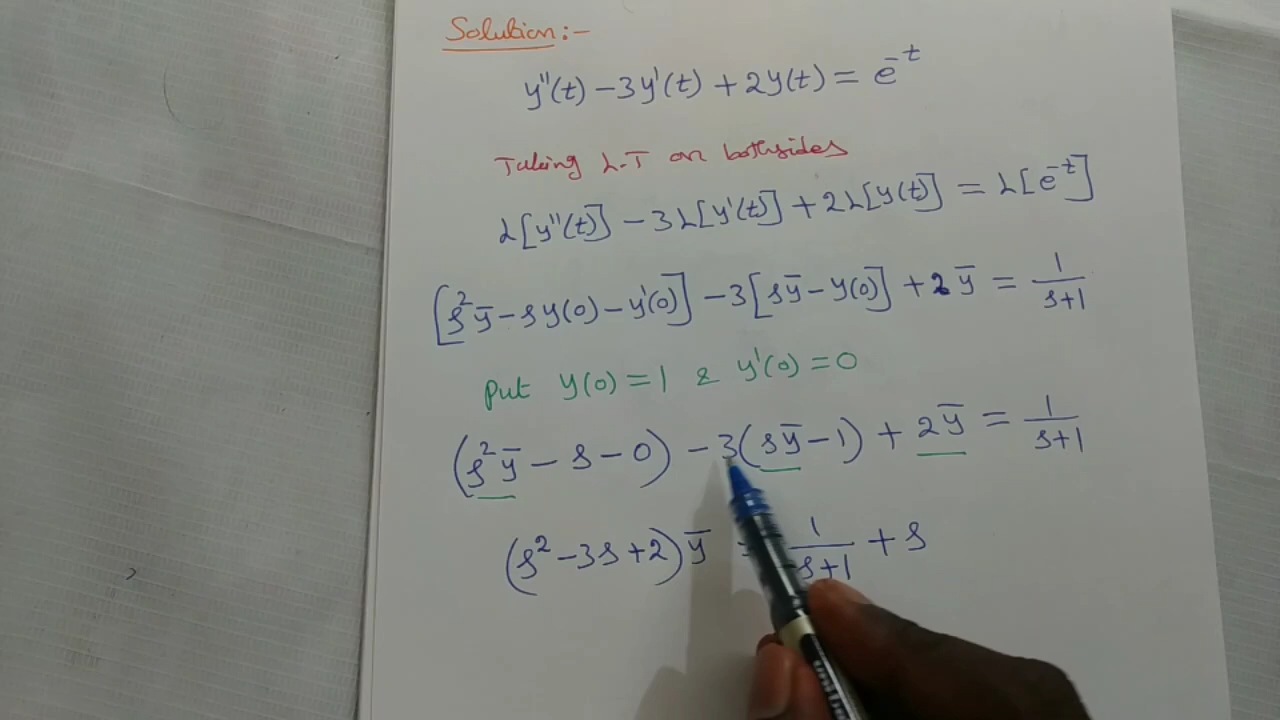 Solution:-
y''(t) - 3y'(t) + 2y(t) = e^-t
Taking L.T on bothsides
L[y''(t)] - 3L[y'(t)] + 2L[y(t)] = L[e^-t]
[s²ȳ - sy(0) - y'(0)] - 3[sȳ - y(0)] + 2ȳ = 1/(s+1)
put y(0) = 1 & y'(0) = 0
(s²ȳ - s - 0) - 3(sȳ - 1) + 2ȳ = 1/(s+1)
(s² - 3s + 2)ȳ = 1/(s+1) + s